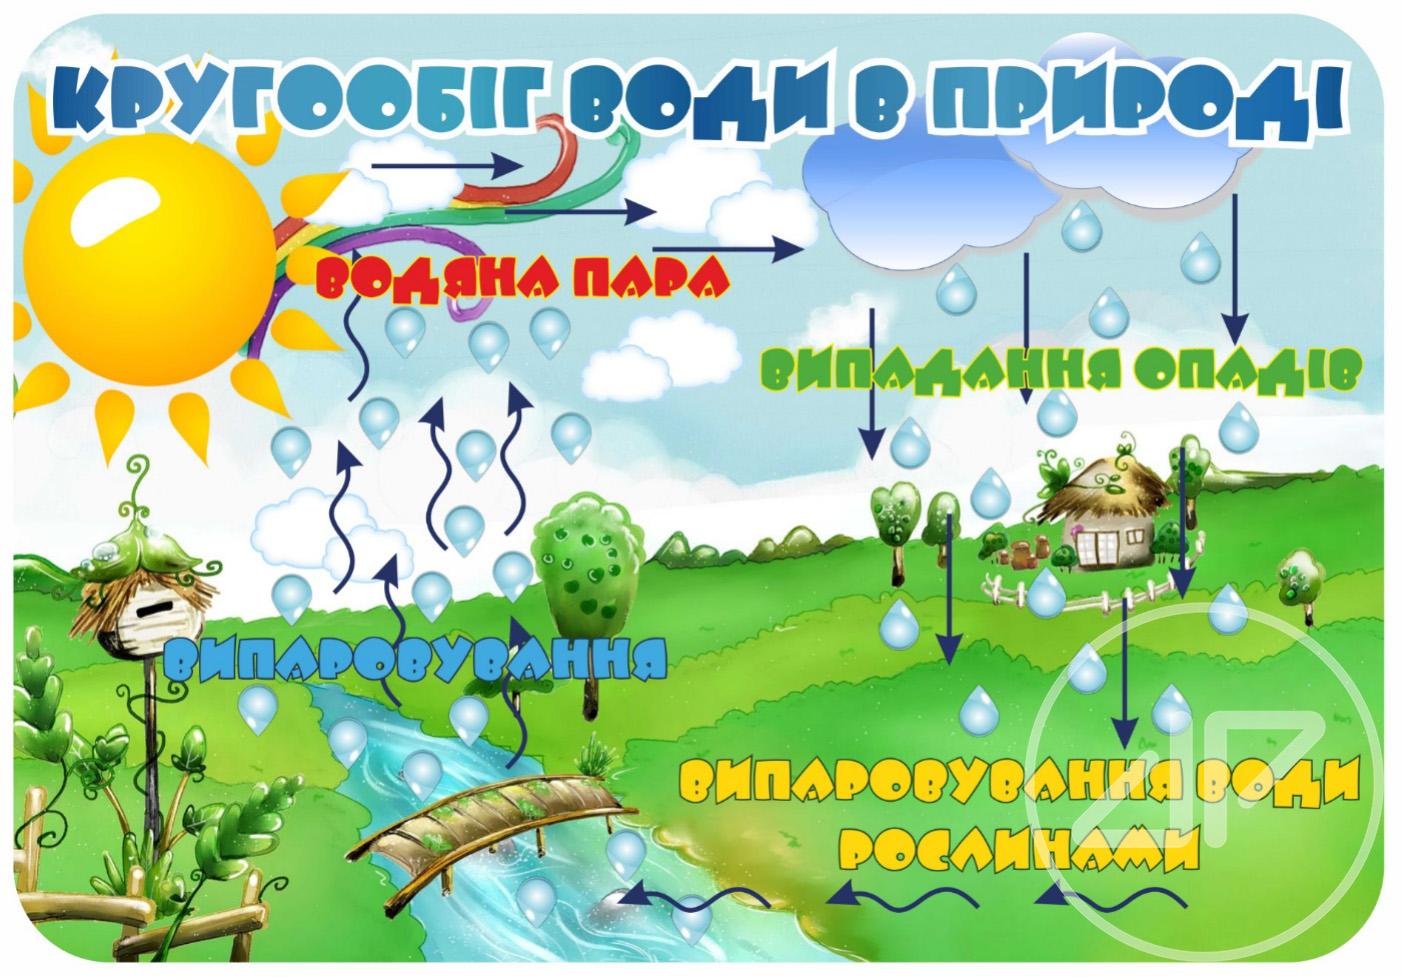 КРУГООБІГ ВОДИ В ПРИРОДІ
ВОДЯНА ПАРА
ВИПАДАННЯ ОПАДІВ
ВИПАРОВУВАННЯ
ВИПАРОВУВАННЯ ВОДИ
РОСЛИНАМИ